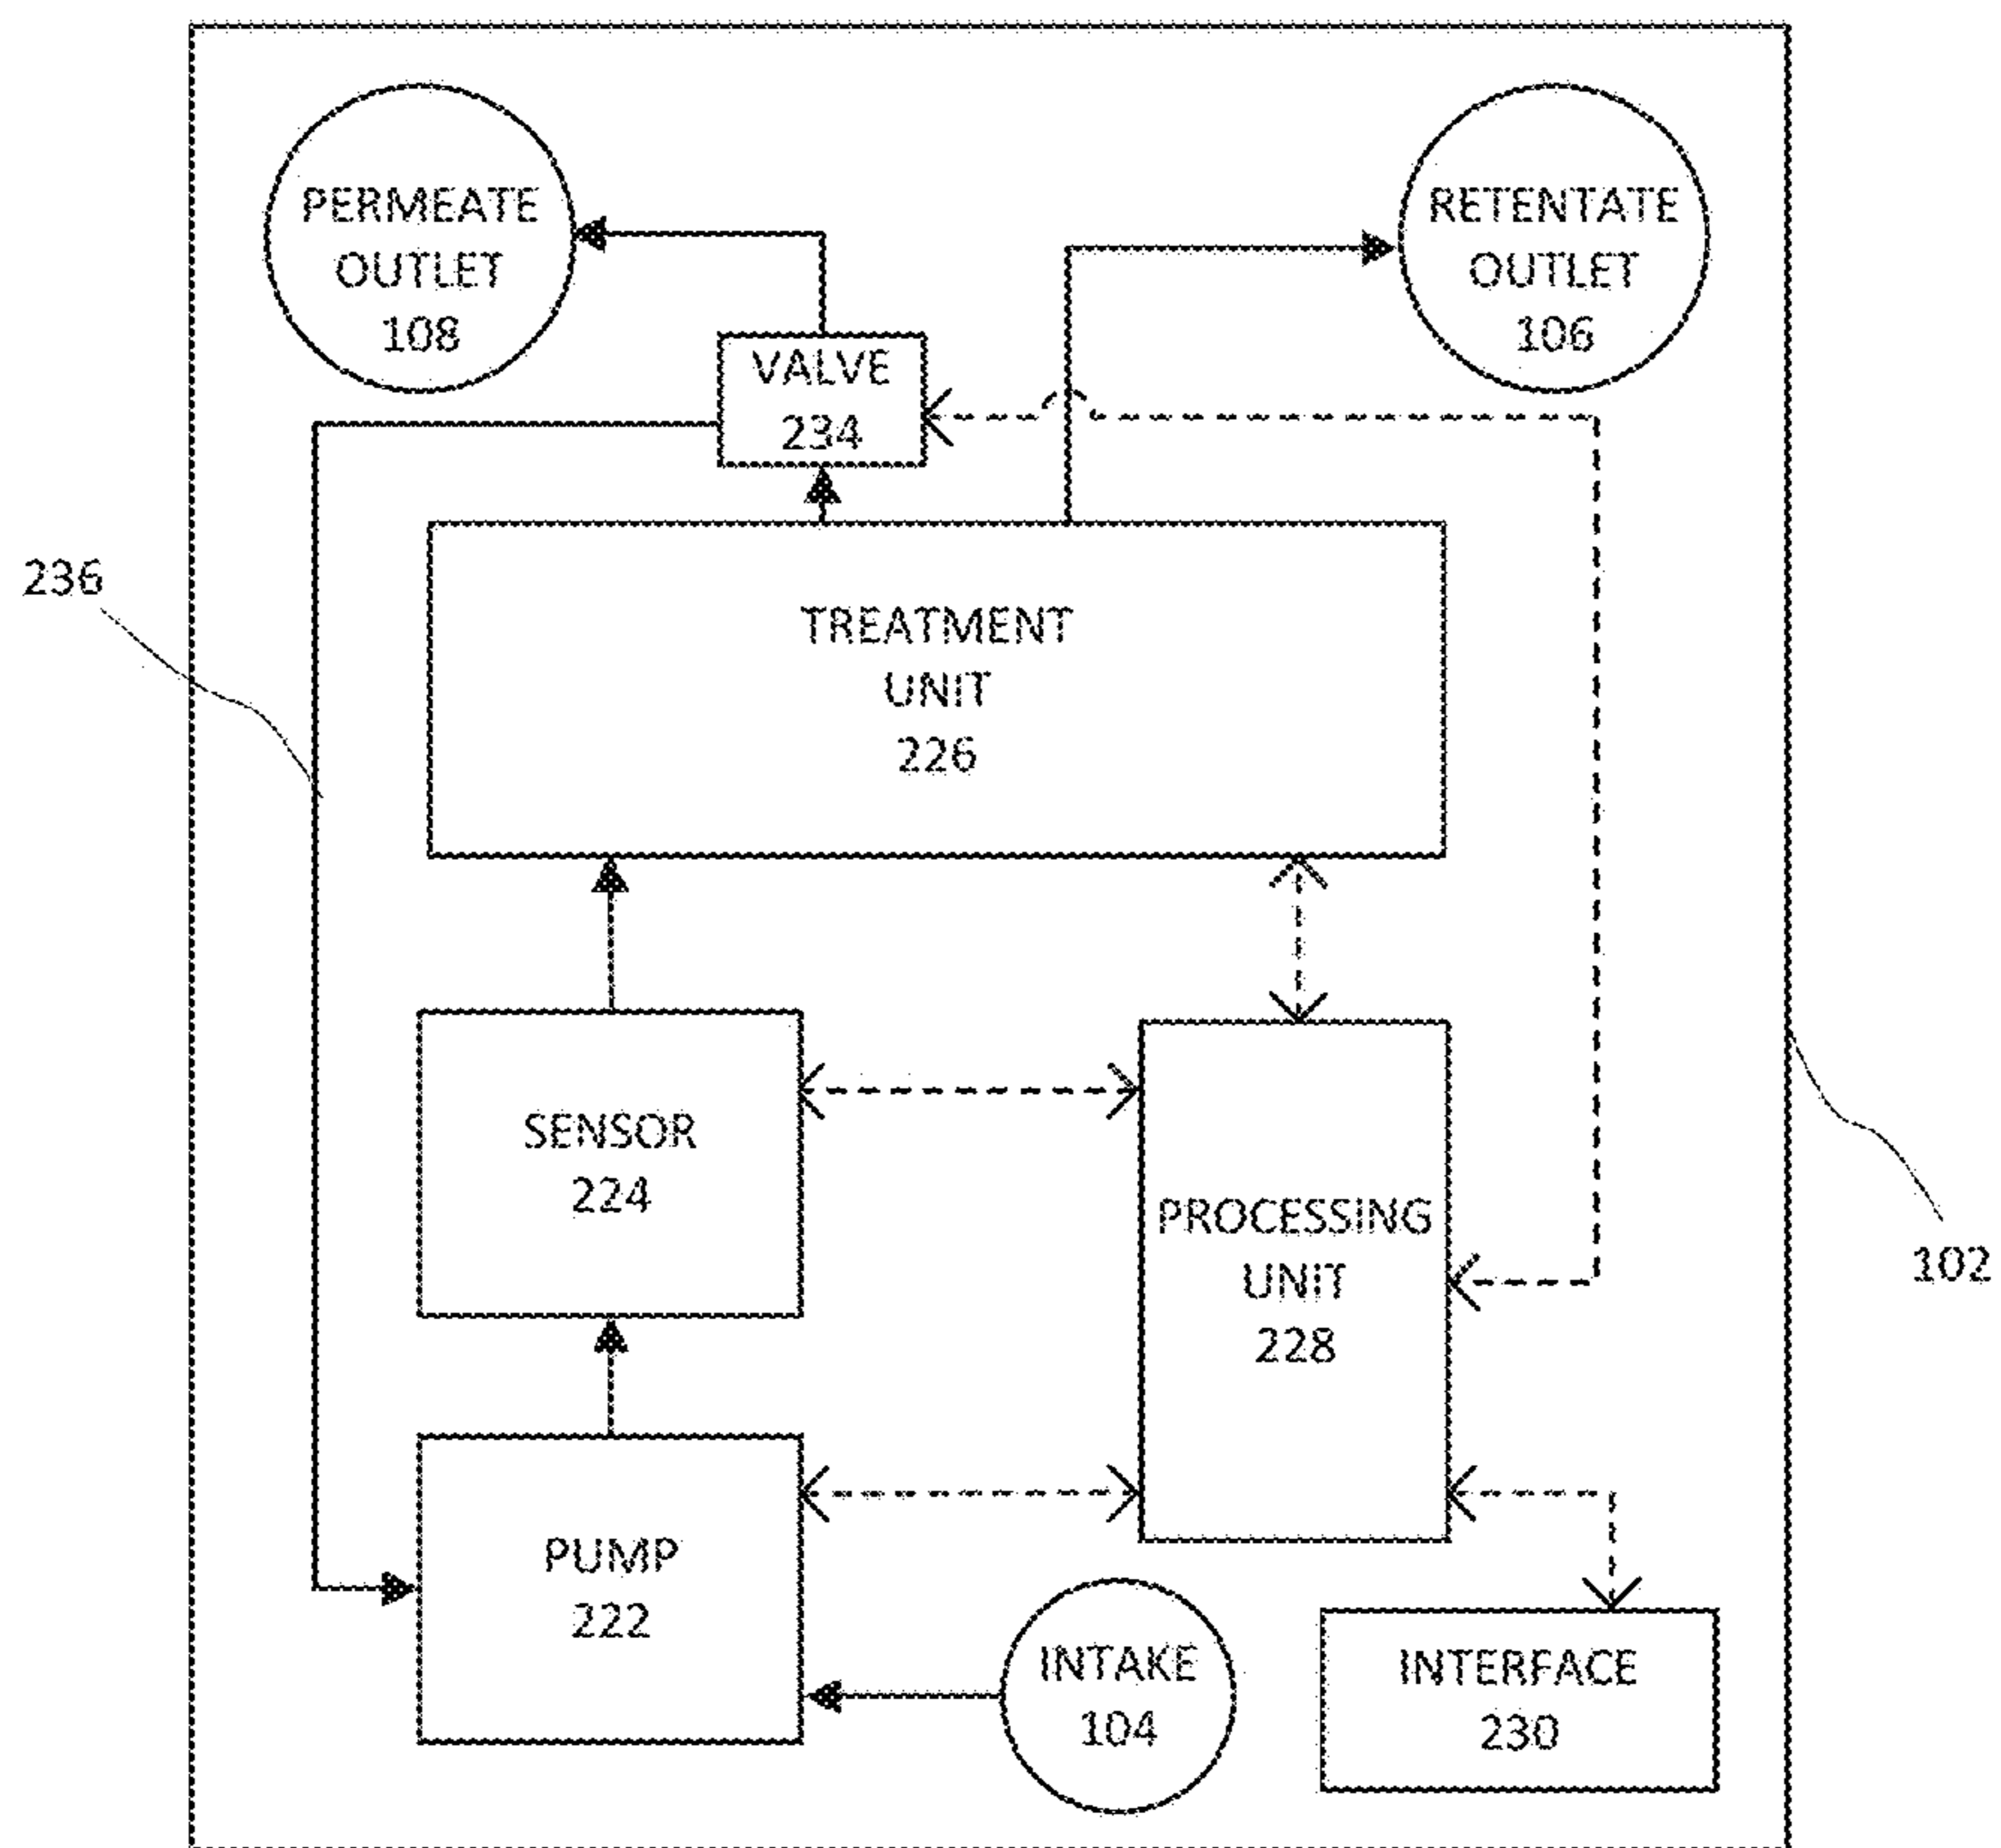 PERMEATE
OUTLET
108
RETENTATE
OUTLET
106
VALVE
234
236
TREATMENT
UNIT
226
SENSOR
224
PROCESSING
UNIT
228
102
PUMP
222
INTAKE
104
INTERFACE
230